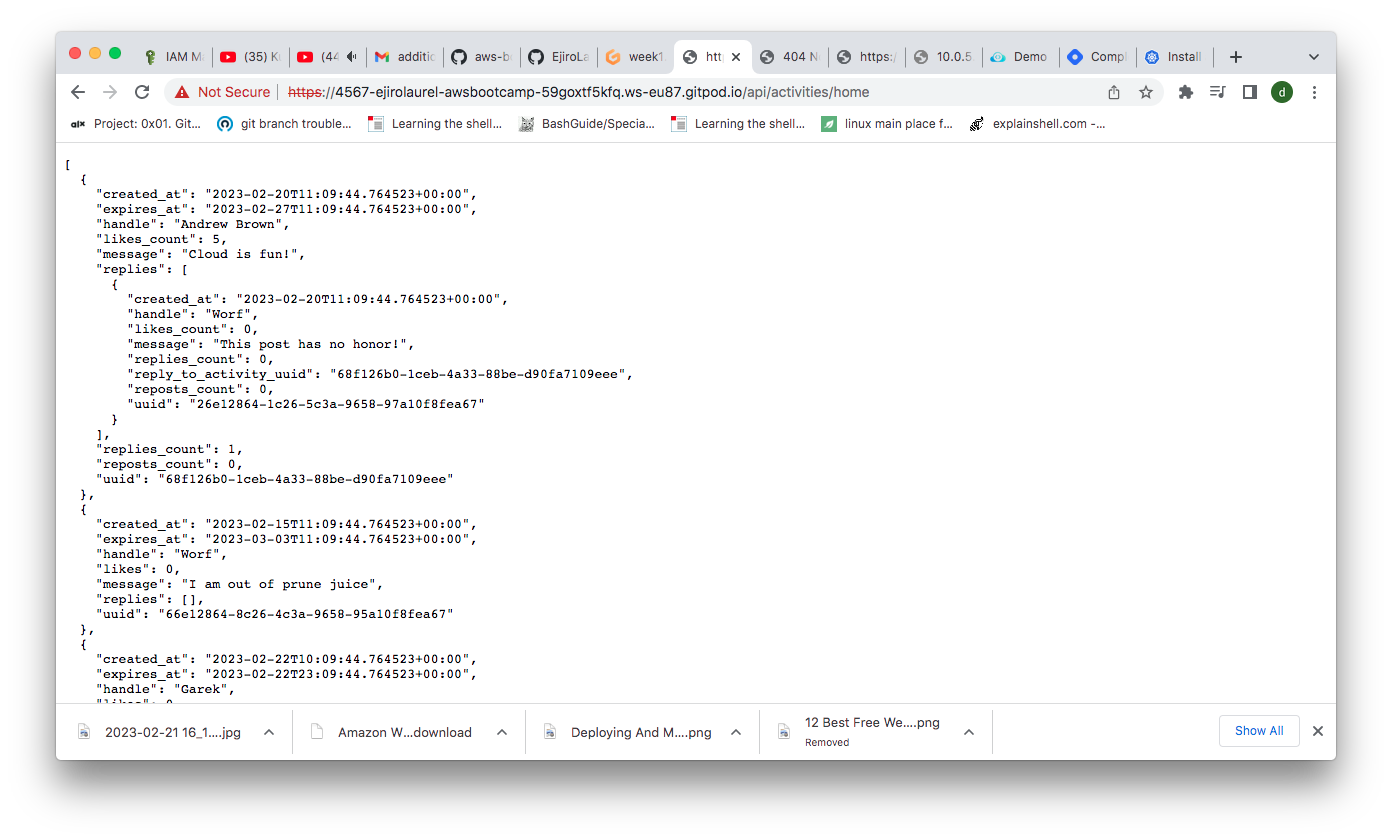 IAM Ma
(35) Ku
(44
additio
aws-bo
EjiroLa
week1.
htt
404 No
https:/
10.0.5
Demo
Compl
Install
Not Secure
https://4567-ejirolaurel-awsbootcamp-59goxtf5kfq.ws-eu87.gitpod.io/api/activities/home
d
alx
Project: 0x01. Git...
git branch trouble...
Learning the shell...
BashGuide/Specia...
Learning the shell...
linux main place f...
explainshell.com -...
[
{
"created_at": "2023-02-20T11:09:44.764523+00:00",
"expires_at": "2023-02-27T11:09:44.764523+00:00",
"handle": "Andrew Brown",
"likes_count": 5,
"message": "Cloud is fun!",
"replies": [
{
"created_at": "2023-02-20T11:09:44.764523+00:00",
"handle": "Worf",
"likes_count": 0,
"message": "This post has no honor!",
"replies_count": 0,
"reply_to_activity_uuid": "68f126b0-1ceb-4a33-88be-d90fa7109eee",
"reposts_count": 0,
"uuid": "26e12864-1c26-5c3a-9658-97a10f8fea67"
}
],
"replies_count": 1,
"reposts_count": 0,
"uuid": "68f126b0-1ceb-4a33-88be-d90fa7109eee"
},
{
"created_at": "2023-02-15T11:09:44.764523+00:00",
"expires_at": "2023-03-03T11:09:44.764523+00:00",
"handle": "Worf",
"likes": 0,
"message": "I am out of prune juice",
"replies": [],
"uuid": "66e12864-8c26-4c3a-9658-95a10f8fea67"
},
{
"created_at": "2023-02-22T10:09:44.764523+00:00",
"expires_at": "2023-02-22T23:09:44.764523+00:00",
"handle": "Garek",
"likes": 0,
2023-02-21 16_1....jpg
Amazon W...download
Deploying And M....png
12 Best Free We....png
Removed
Show All